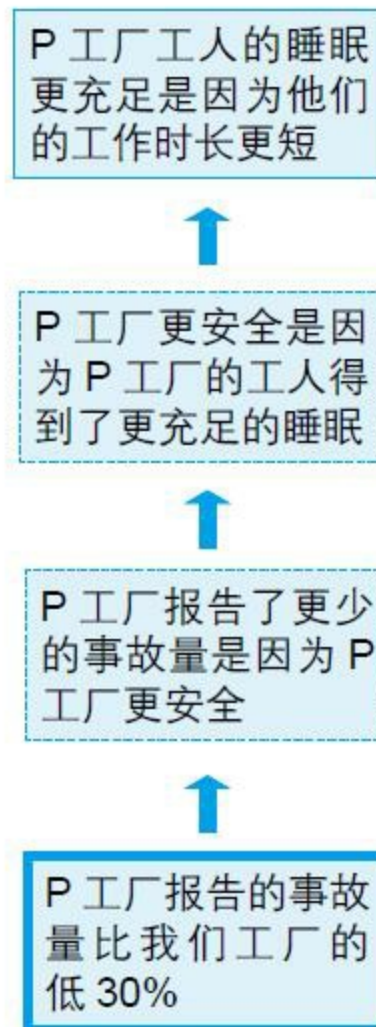 P 工厂工人的睡眠
更充足是因为他们
的工作时长更短
P 工厂更安全是因
为 P 工厂的工人得
到了更充足的睡眠
P 工厂报告了更少
的事故量是因为 P
工厂更安全
P 工厂报告的事故
量比我们工厂的
低 30%